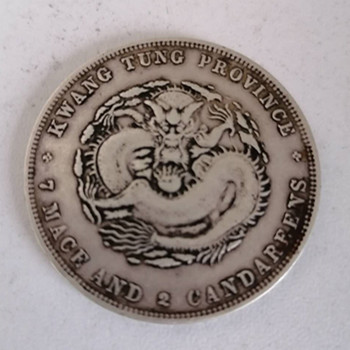 KWANG TUNG PROVINCE
7 MACE AND 2 CANDAREENS